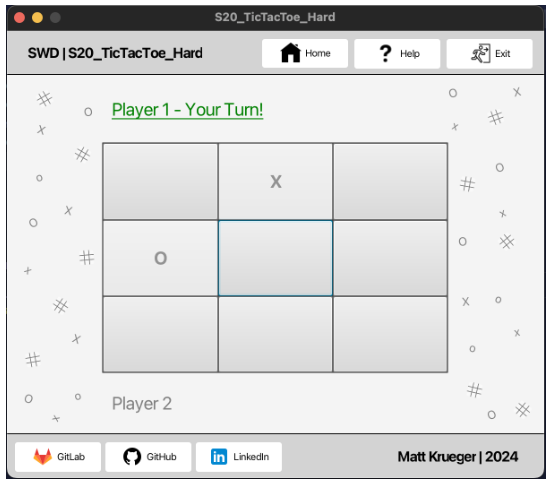 S20_TicTacToe_Hard
SWD | S20_TicTacToe_Hard
Home
Help
Exit
Player 1 - Your Turn!
X
O
Player 2
GitLab
GitHub
LinkedIn
Matt Krueger | 2024